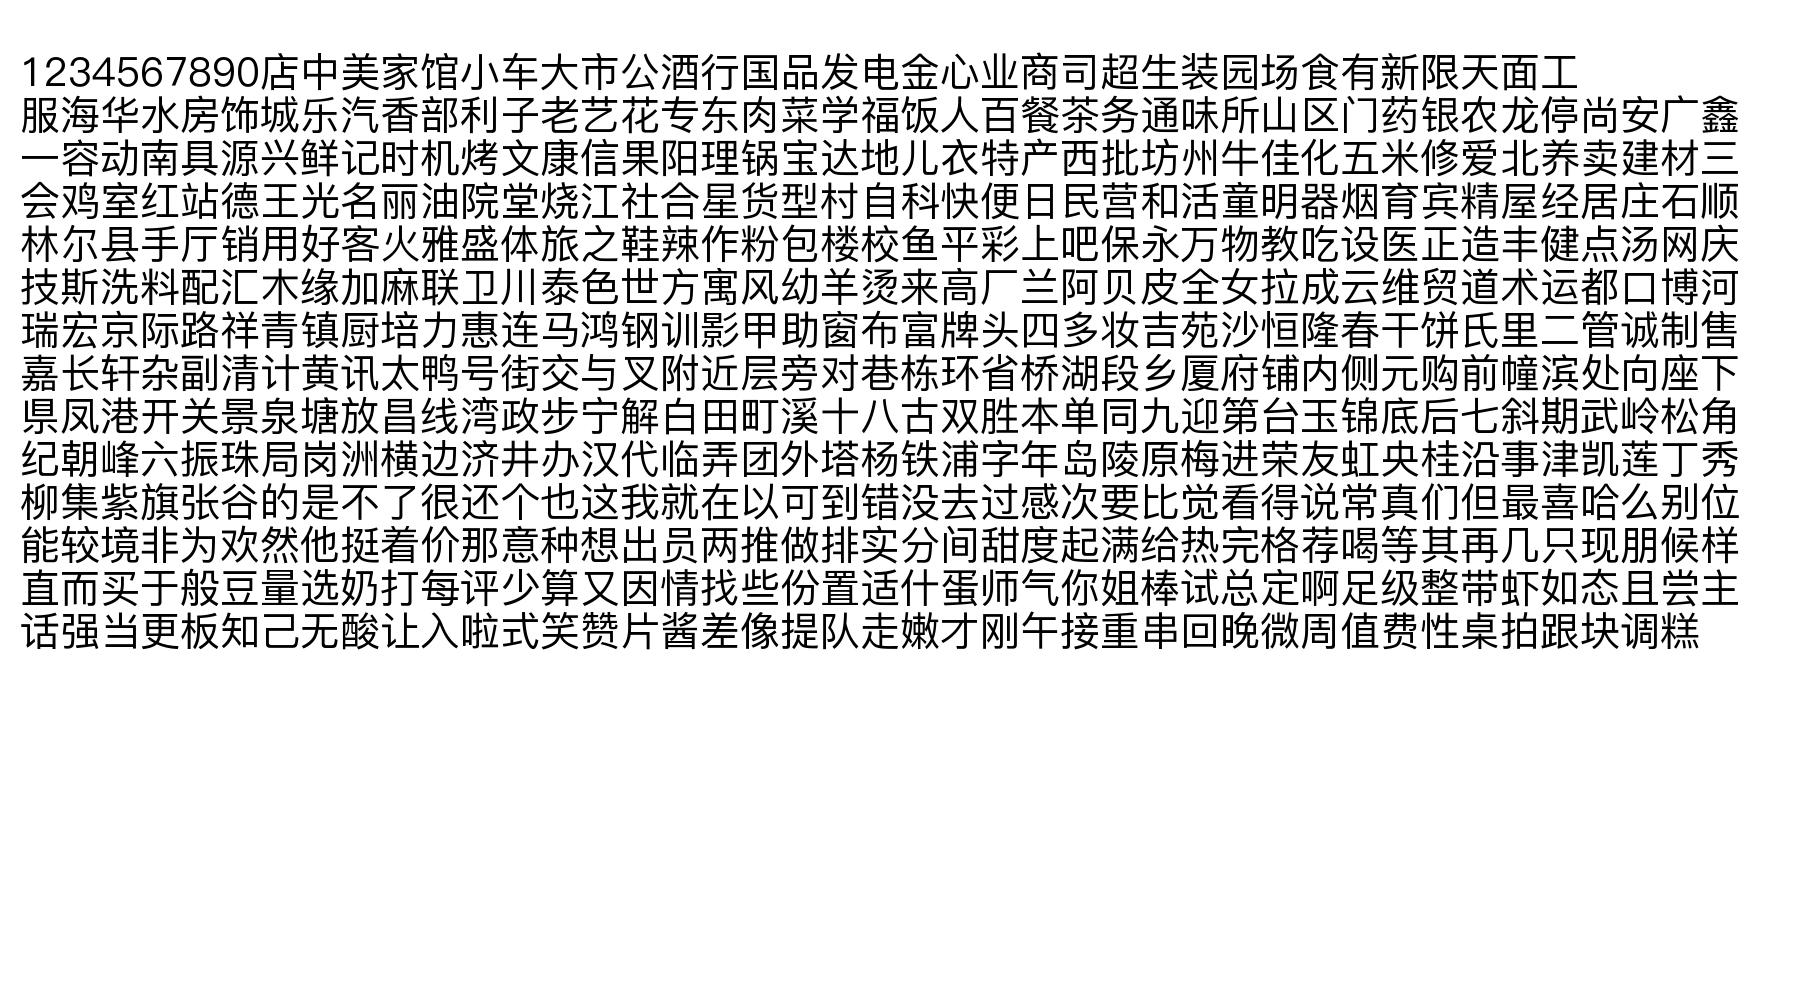 1234567890店中美家馆小车大市公酒行国品发电金心业商司超生装园场食有新限天面工
服海华水房饰城乐汽香部利子老艺花专东肉菜学福饭人百餐茶务通味所山区门药银农龙停尚安广鑫
一容动南具源兴鲜记时机烤文康信果阳理锅宝达地儿衣特产西批坊州牛佳化五米修爱北养卖建材三
会鸡室红站德王光名丽油院堂烧江社合星货型村自科快便日民营和活童明器烟育宾精屋经居庄石顺
林尔县手厅销用好客火雅盛体旅之鞋辣作粉包楼校鱼平彩上吧保永万物教吃设医正造丰健点汤网庆
技斯洗料配汇木缘加麻联卫川泰色世方寓风幼羊烫来高厂兰阿贝皮全女拉成云维贸道术运都口博河
瑞宏京际路祥青镇厨培力惠连马鸿钢训影甲助窗布富牌头四多妆吉苑沙恒隆春干饼氏里二管诚制售
嘉长轩杂副清计黄讯太鸭号街交与叉附近层旁对巷栋环省桥湖段乡厦府铺内侧元购前幢滨处向座下
県凤港开关景泉塘放昌线湾政步宁解白田町溪十八古双胜本单同九迎第台玉锦底后七斜期武岭松角
纪朝峰六振珠局岗洲横边济井办汉代临弄团外塔杨铁浦字年岛陵原梅进荣友虹央桂沿事津凯莲丁秀
柳集紫旗张谷的是不了很还个也这我就在以可到错没去过感次要比觉看得说常真们但最喜哈么别位
能较境非为欢然他挺着价那意种想出员两推做排实分间甜度起满给热完格荐喝等其再几只现朋候样
直而买于般豆量选奶打每评少算又因情找些份置适什蛋师气你姐棒试总定啊足级整带虾如态且尝主
话强当更板知己无酸让入啦式笑赞片酱差像提队走嫩才刚午接重串回晚微周值费性桌拍跟块调糕